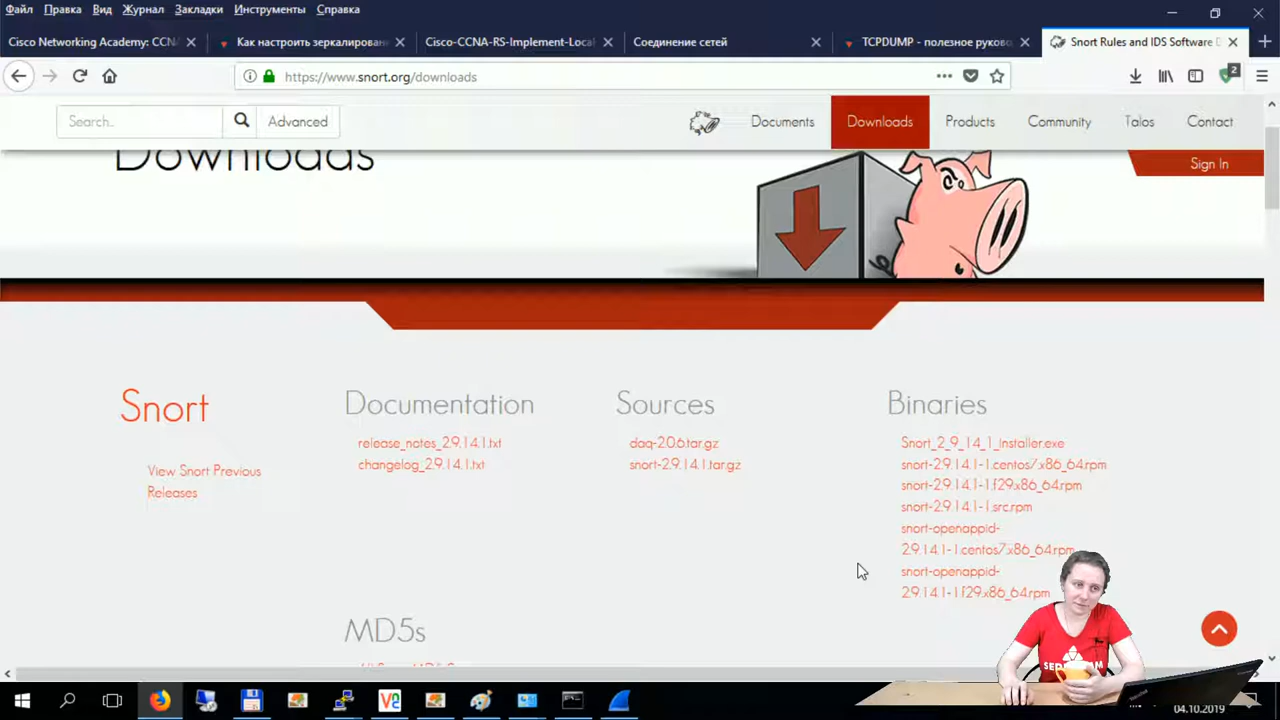 Файл Правка Вид Журнал Закладки Инструменты Справка
Cisco Networking Academy: CCN
Как настроить зеркалирован
Cisco-CCNA-RS-Implement-Local
Соединение сетей
TCPDUMP - полезное руково
Snort Rules and IDS Software D
https://www.snort.org/downloads
2
Search..
Advanced
Documents
Downloads
Products
Community
Talos
Contact
Downloads
Sign In
Snort
View Snort Previous
Releases
Documentation
release_notes_2.9.14.1.txt
changelog_2.9.14.1.txt
Sources
daq-2.0.6.tar.gz
snort-2.9.14.1.tar.gz
Binaries
Snort_2_9_14_1_Installer.exe
snort-2.9.14.1-1.centos7.x86_64.rpm
snort-2.9.14.1-1.f29.x86_64.rpm
snort-2.9.14.1-1.src.rpm
snort-openappid-
2.9.14.1-1.centos7.x86_64.rpm
snort-openappid-
2.9.14.1-1.f29.x86_64.rpm
MD5s
04.10.2019